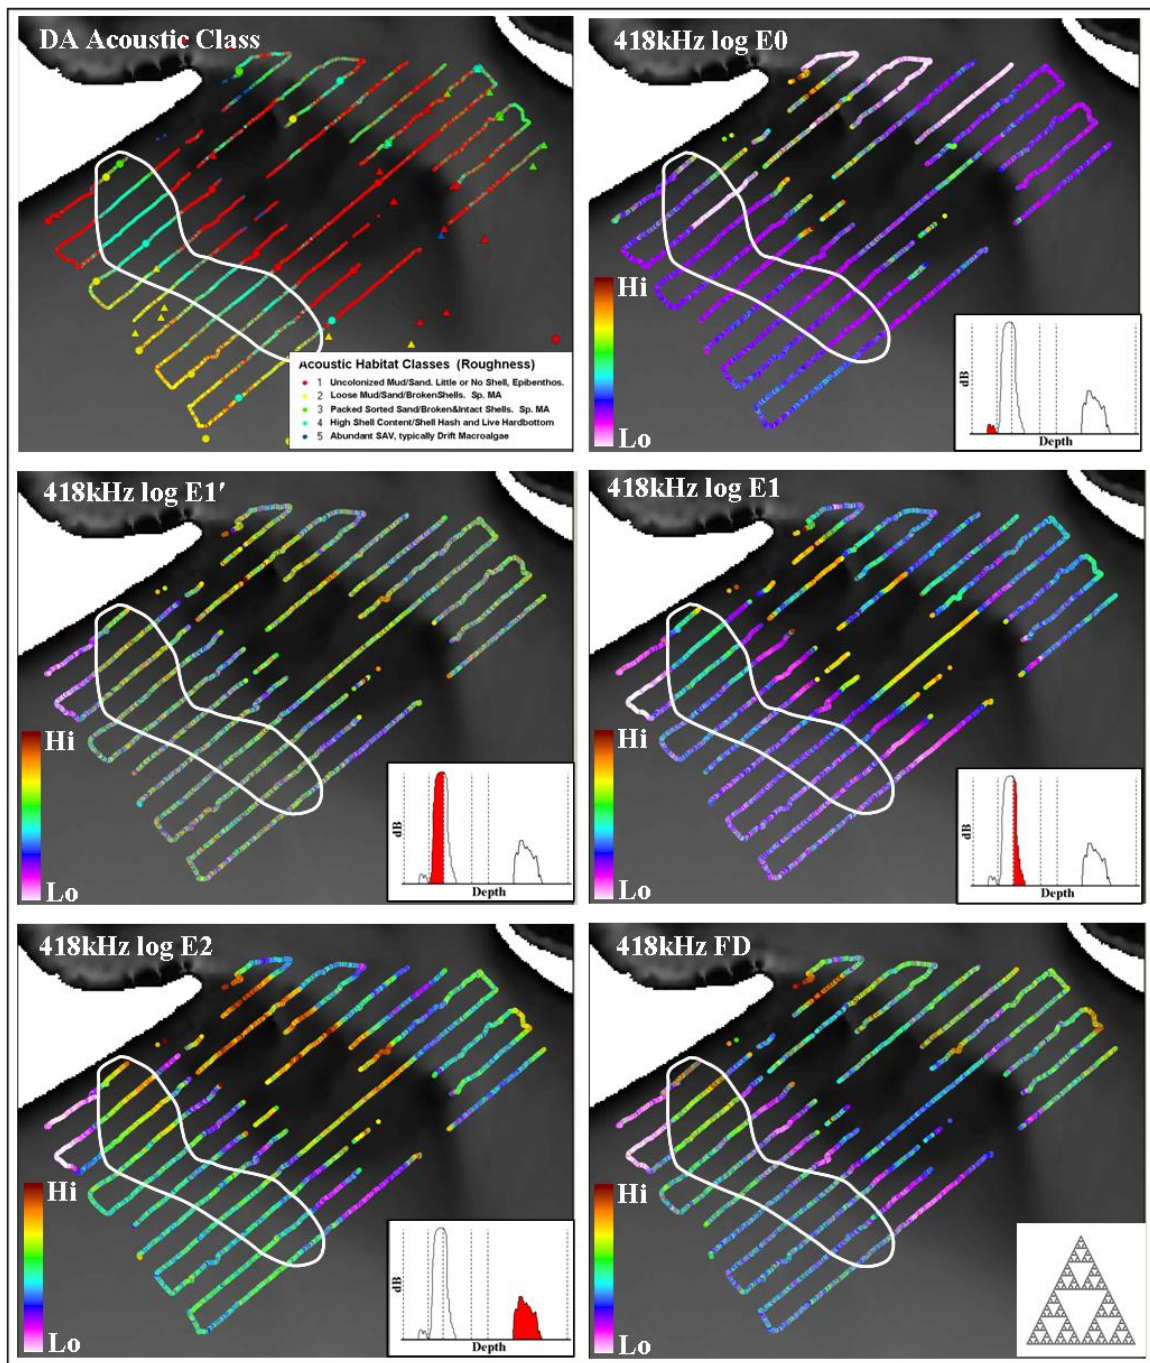 DA Acoustic Class
418kHz log E0
Acoustic Habitat Classes (Roughness)
1 Uncolonized Mud/Sand. Little or No Shell, Epibenthos.
2 Loose Mud/Sand/BrokenShells. Sp. MA
3 Packed Sorted Sand/Broken&Intact Shells. Sp. MA
4 High Shell Content/Shell Hash and Live Hardbottom
5 Abundant SAV, typically Drift Macroalgae
Hi
Lo
dB
Depth
418kHz log E1′
Hi
Lo
dB
Depth
418kHz log E1
Hi
Lo
dB
Depth
418kHz log E2
Hi
Lo
dB
Depth
418kHz FD
Hi
Lo